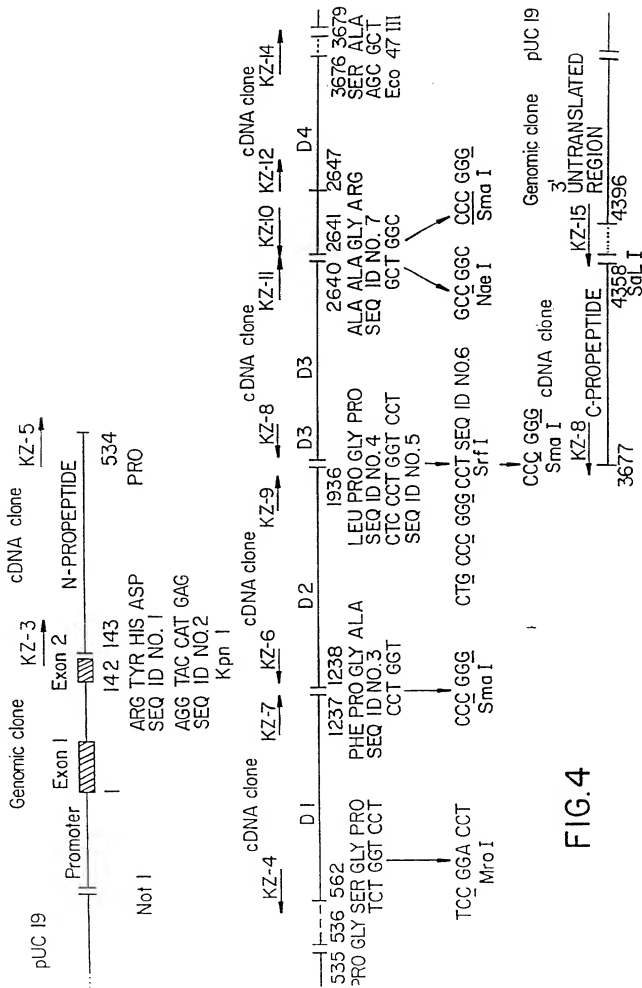 Genomic clone KZ-3 cDNA clone KZ-5
pUC 19 Promoter Exon 1 Exon 2 N-PROPEPTIDE
Not I 1 142 143 534
ARG TYR HIS ASP PRO
SEQ ID NO. 1
AGG TAC CAT GAG
SEQ ID NO.2
Kpn 1
cDNA clone cDNA clone cDNA clone cDNA clone
KZ-4 KZ-7 KZ-6 KZ-9 KZ-8 KZ-11 KZ-10 KZ-12 KZ-14
D1 D2 D3 D3 D4
535 536 562 1237 1238 1936 2640 2641 2647 3676 3679
PRO GLY SER GLY PRO PHE PRO GLY ALA LEU PRO GLY PRO ALA ALA GLY ARG SER ALA
TCT GGT CCT SEQ ID NO.3 SEQ ID NO.4 SEQ ID NO. 7 AGC GCT
CCT GGT CTC CCT GGT CCT GCT GGC Eco 47 III
SEQ ID NO.5
TCC GGA CCT CCC GGG CTG CCC GGG CCT SEQ ID NO.6 GCC GGC CCC GGG
Mro I Sma I Srf I Nae I Sma I
CCC GGG
Sma I
cDNA clone Genomic clone
KZ-8 C-PROPEPTIDE KZ-15 3' UNTRANSLATED REGION pUC 19
3677 4358 4396
SaL I
FIG.4